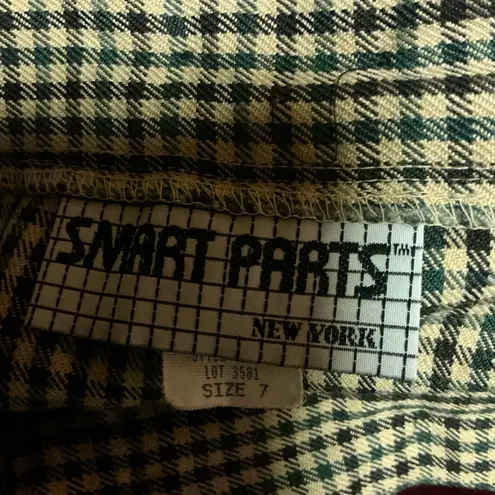 SMART PARTS™
NEW YORK
LOT 3581
SIZE 7